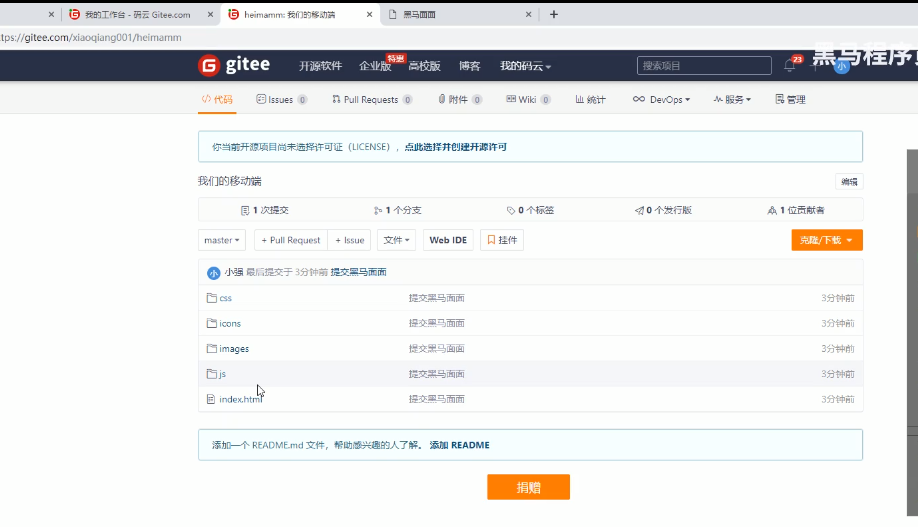 我的工作台 - 码云 Gitee.com
heimamm: 我们的移动端
黑马面面
tps://gitee.com/xiaoqiang001/heimamm
gitee
开源软件 企业版 特惠 高校版 博客 我的码云
搜索项目
23
小
黑马程序员
代码 Issues 0 Pull Requests 0 附件 0 Wiki 0 统计 DevOps 服务 管理
你当前开源项目尚未选择许可证（LICENSE），点此选择并创建开源许可
我们的移动端
编辑
1 次提交 1 个分支 0 个标签 0 个发行版 1 位贡献者
master + Pull Request + Issue 文件 Web IDE 挂件 克隆/下载
小 小强 最后提交于 3分钟前 提交黑马面面
css 提交黑马面面 3分钟前
icons 提交黑马面面 3分钟前
images 提交黑马面面 3分钟前
js 提交黑马面面 3分钟前
index.html 提交黑马面面 3分钟前
添加一个 README.md 文件，帮助感兴趣的人了解。 添加 README
捐赠